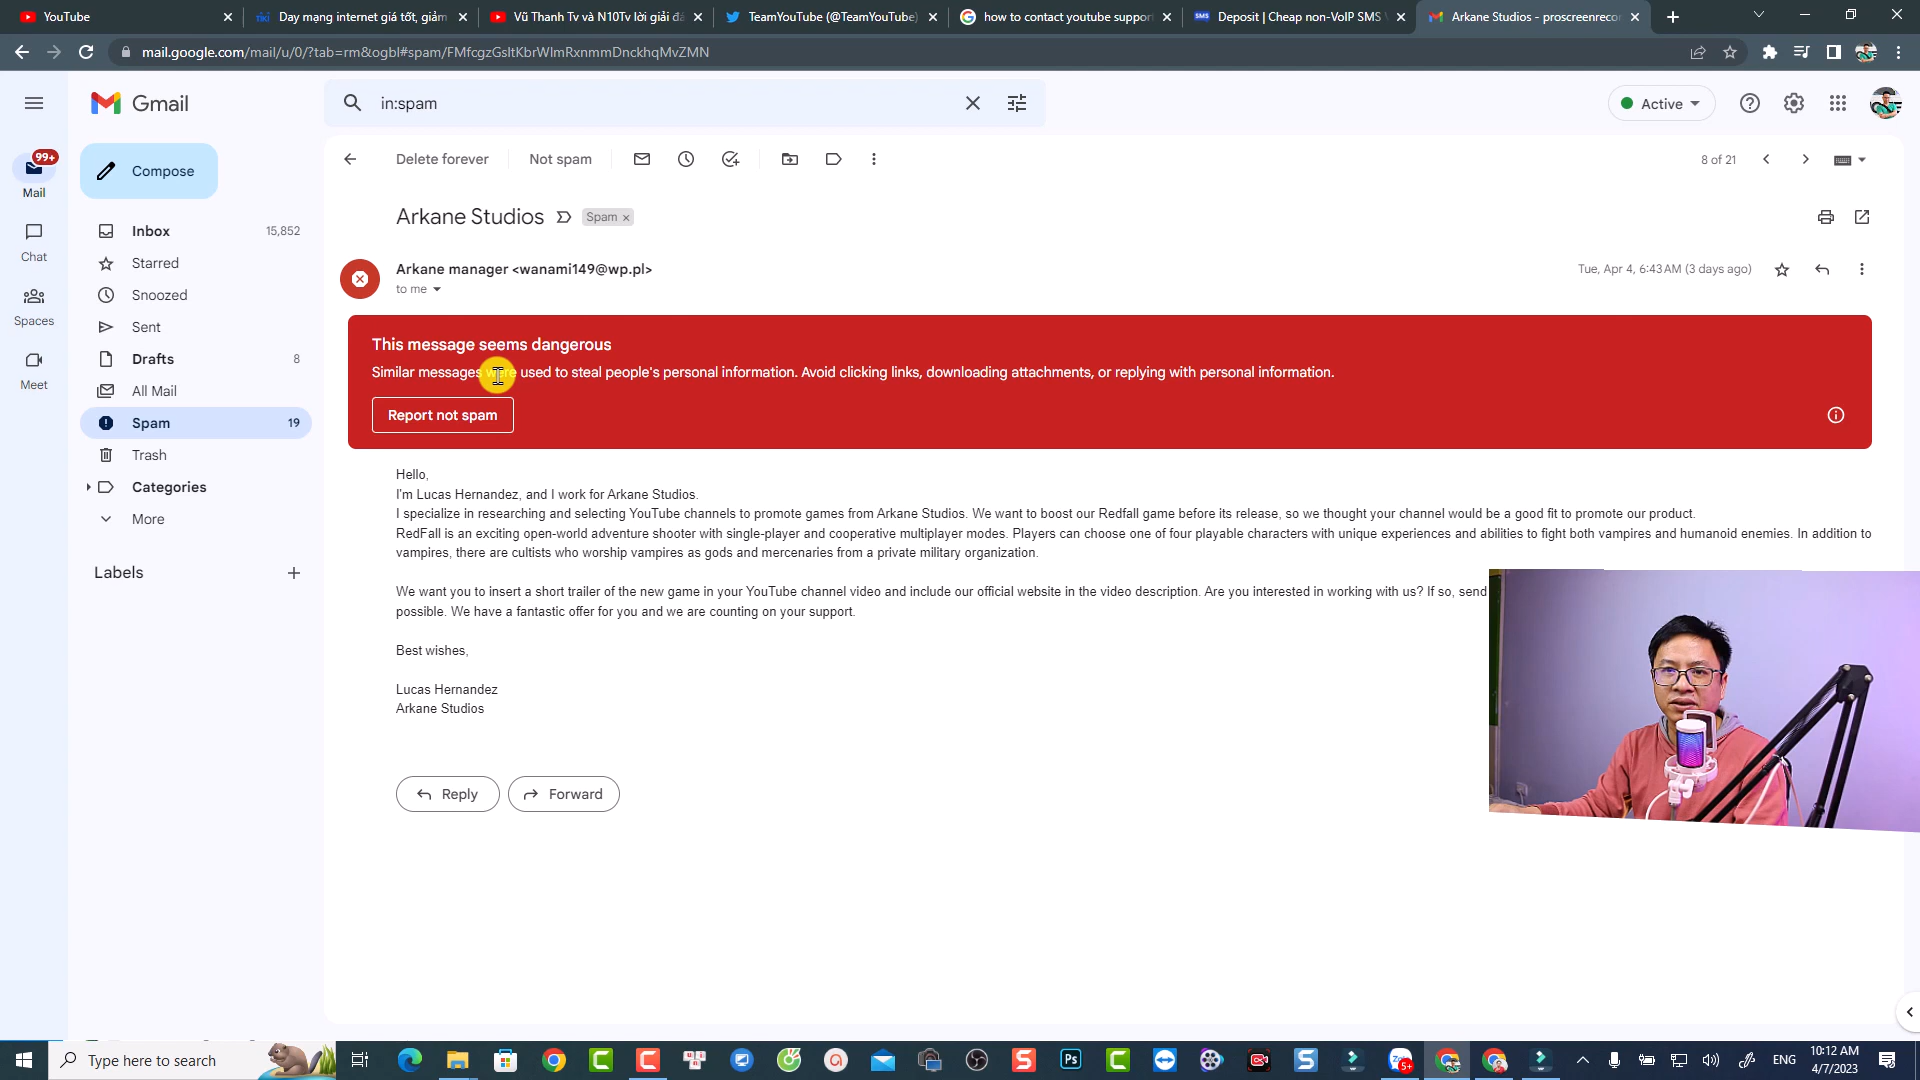 YouTube
Day mạng internet giá tốt, giảm
Vũ Thanh Tv và N10Tv lời giải đá
TeamYouTube (@TeamYouTube)
how to contact youtube suppor
Deposit | Cheap non-VoIP SMS
Arkane Studios - proscreenreco
mail.google.com/mail/u/0/?tab=rm&ogbl#spam/FMfcgzGsltKbrWlmRxnmmDnckhqMvZMN
Gmail
in:spam
Active
99+
Mail
Chat
Spaces
Meet
Compose
Inbox 15,852
Starred
Snoozed
Sent
Drafts 8
All Mail
Spam 19
Trash
Categories
More
Labels
Delete forever
Not spam
8 of 21
Arkane Studios
Spam ×
Arkane manager <wanami149@wp.pl>
to me
Tue, Apr 4, 6:43 AM (3 days ago)
This message seems dangerous
Similar messages were used to steal people's personal information. Avoid clicking links, downloading attachments, or replying with personal information.
Report not spam
Hello,
I'm Lucas Hernandez, and I work for Arkane Studios.
I specialize in researching and selecting YouTube channels to promote games from Arkane Studios. We want to boost our Redfall game before its release, so we thought your channel would be a good fit to promote our product.
RedFall is an exciting open-world adventure shooter with single-player and cooperative multiplayer modes. Players can choose one of four playable characters with unique experiences and abilities to fight both vampires and humanoid enemies. In addition to
vampires, there are cultists who worship vampires as gods and mercenaries from a private military organization.
We want you to insert a short trailer of the new game in your YouTube channel video and include our official website in the video description. Are you interested in working with us? If so, send
possible. We have a fantastic offer for you and we are counting on your support.
Best wishes,
Lucas Hernandez
Arkane Studios
Reply
Forward
Type here to search
Ps
5+
ENG
10:12 AM
4/7/2023